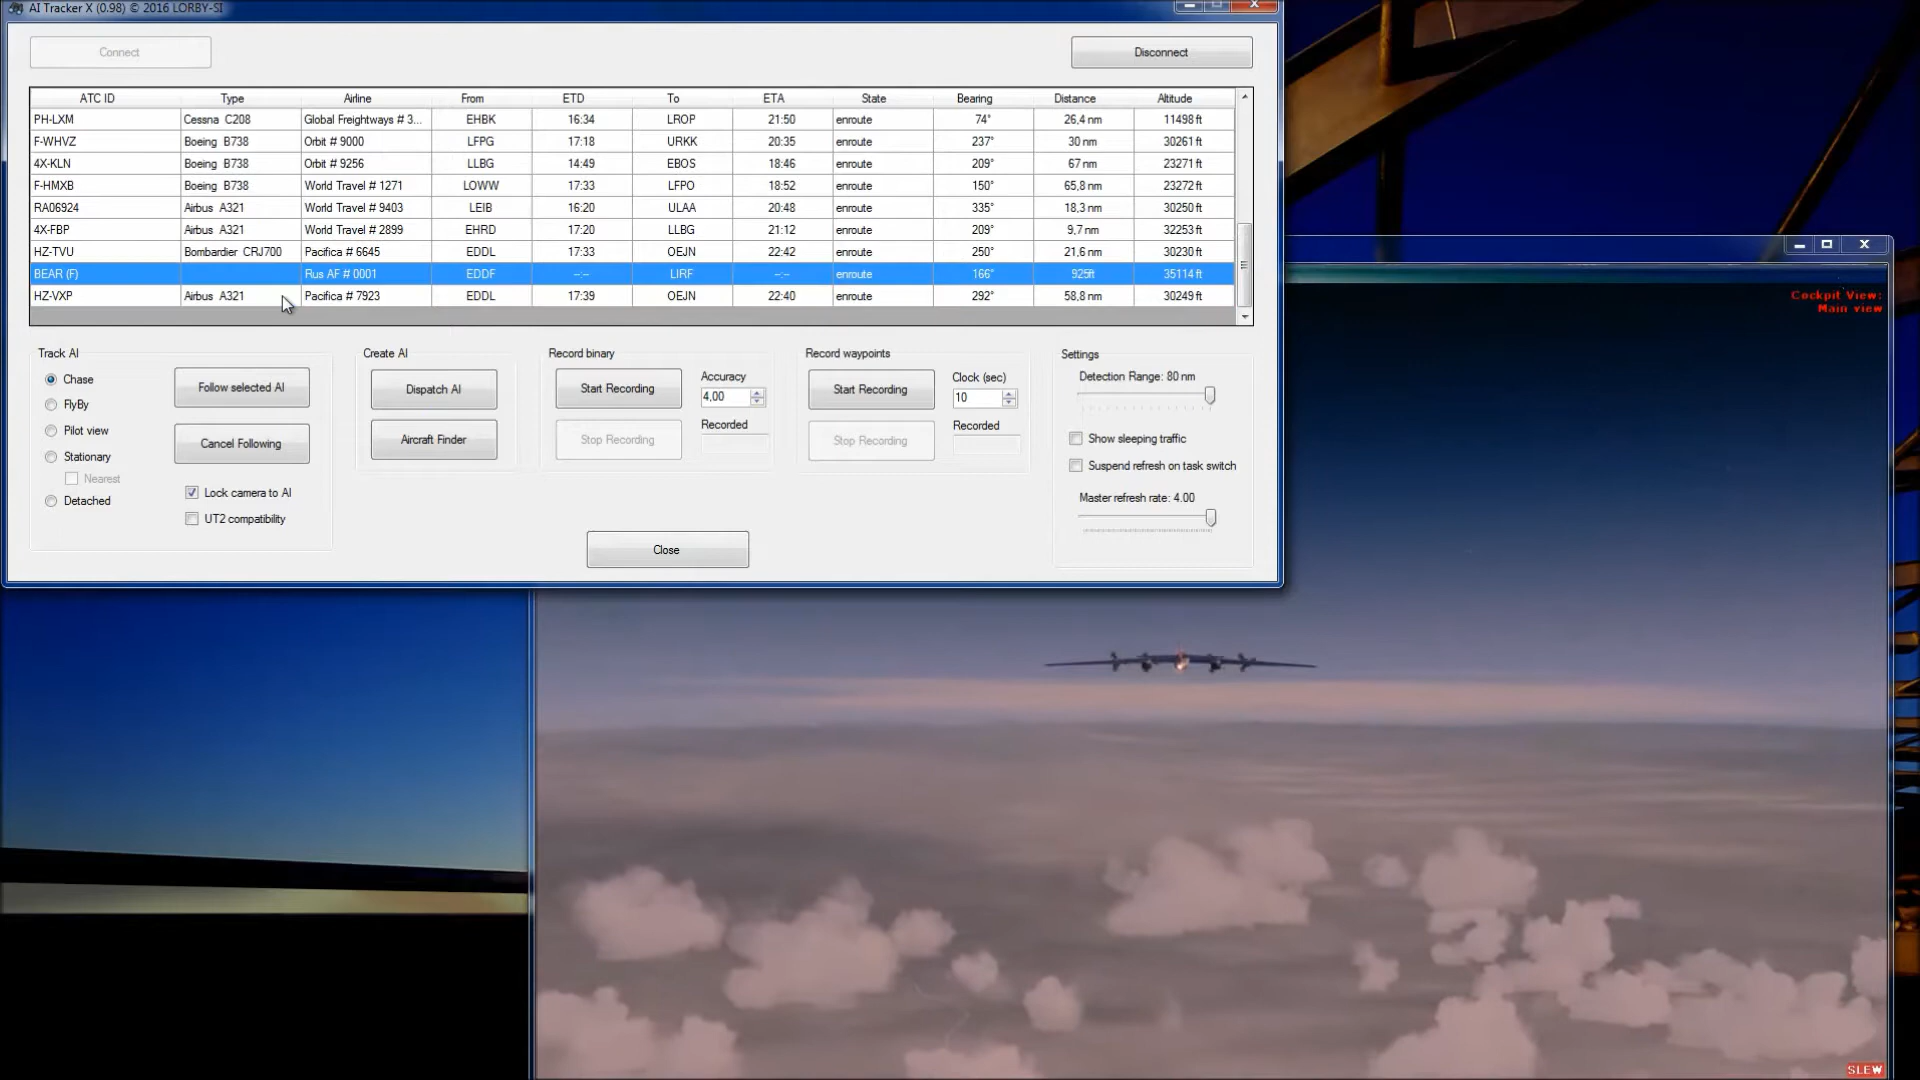 AI Tracker X (0.98) © 2016 LORBY-SI
Connect
Disconnect
ATC ID Type Airline From ETD To ETA State Bearing Distance Altitude
PH-LXM Cessna C208 Global Freightways # 3... EHBK 16:34 LROP 21:50 enroute 74° 26,4 nm 11498 ft
F-WHVZ Boeing B738 Orbit # 9000 LFPG 17:18 URKK 20:35 enroute 237° 30 nm 30261 ft
4X-KLN Boeing B738 Orbit # 9256 LLBG 14:49 EBOS 18:46 enroute 209° 67 nm 23271 ft
F-HMXB Boeing B738 World Travel # 1271 LOWW 17:33 LFPO 18:52 enroute 150° 65,8 nm 23272 ft
RA06924 Airbus A321 World Travel # 9403 LEIB 16:20 ULAA 20:48 enroute 335° 18,3 nm 30250 ft
4X-FBP Airbus A321 World Travel # 2899 EHRD 17:20 LLBG 21:12 enroute 209° 9,7 nm 32253 ft
HZ-TVU Bombardier CRJ700 Pacifica # 6645 EDDL 17:33 OEJN 22:42 enroute 250° 21,6 nm 30230 ft
BEAR (F) Rus AF # 0001 EDDF --:-- LIRF --:-- enroute 166° 925ft 35114 ft
HZ-VXP Airbus A321 Pacifica # 7923 EDDL 17:39 OEJN 22:40 enroute 292° 58,8 nm 30249 ft
Cockpit View:
Main view
Track AI
Chase
FlyBy
Pilot view
Stationary
Nearest
Detached
Follow selected AI
Cancel Following
Lock camera to AI
UT2 compatibility
Create AI
Dispatch AI
Aircraft Finder
Record binary
Start Recording
Stop Recording
Accuracy
4,00
Recorded
Record waypoints
Start Recording
Stop Recording
Clock (sec)
10
Recorded
Settings
Detection Range: 80 nm
Show sleeping traffic
Suspend refresh on task switch
Master refresh rate: 4.00
Close
SLEW